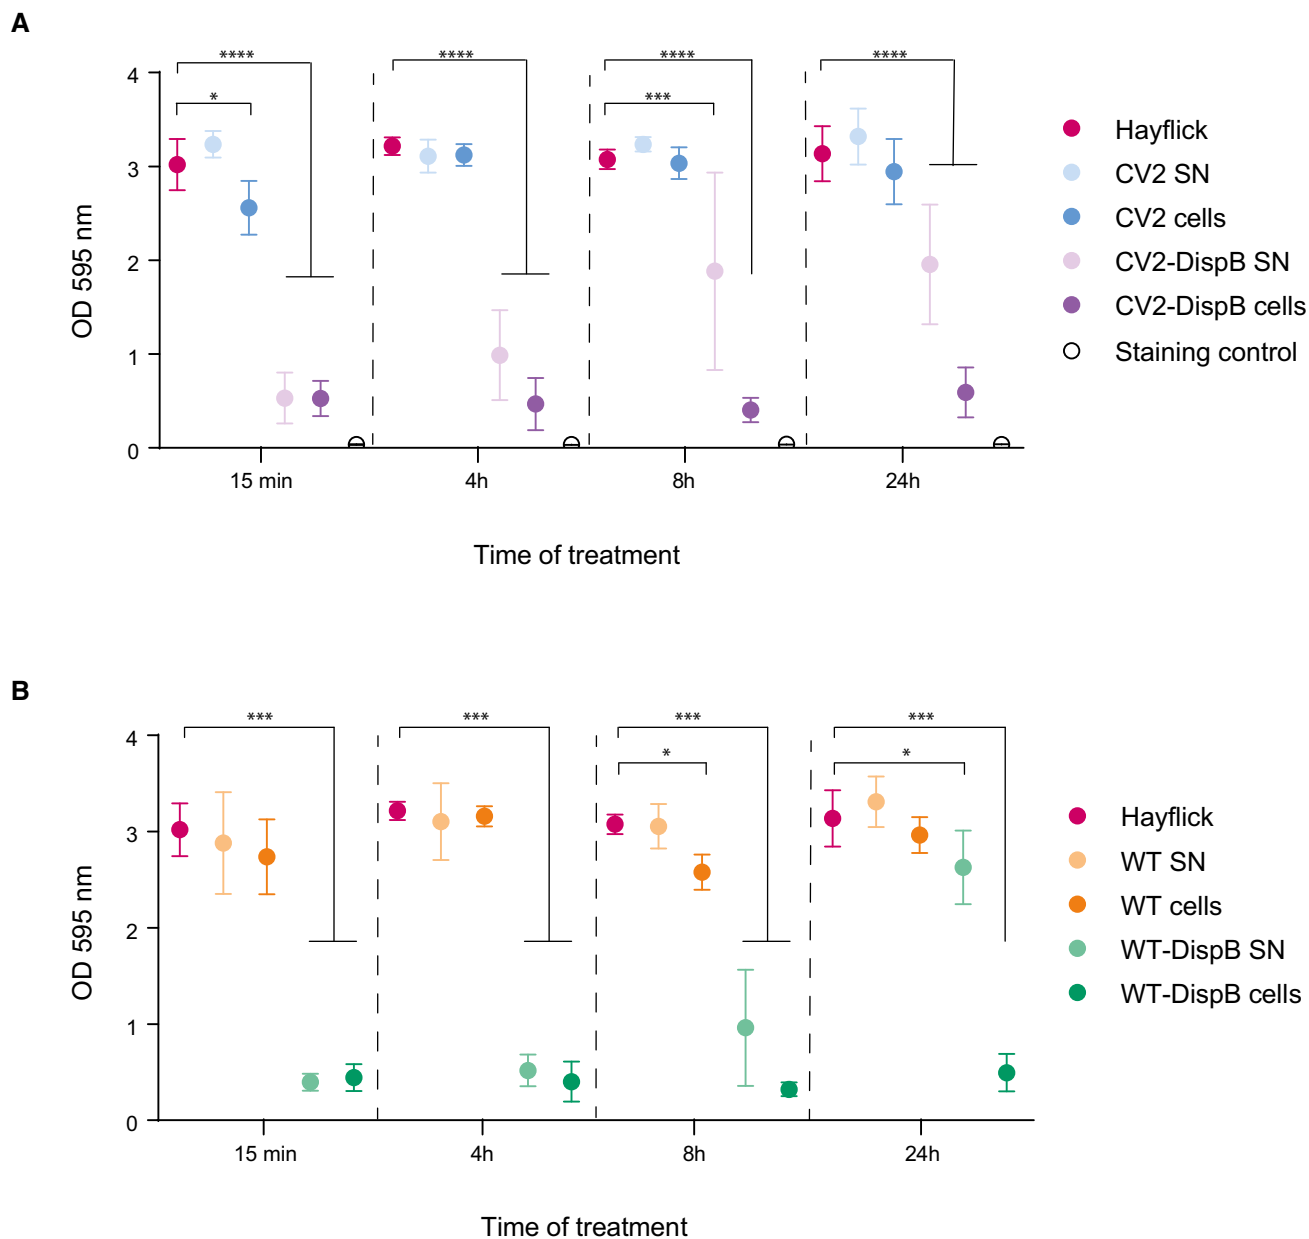 A
**** **** **** ****
* ***
4
3
2
1
0
OD 595 nm
15 min 4h 8h 24h
Time of treatment
Hayflick
CV2 SN
CV2 cells
CV2-DispB SN
CV2-DispB cells
Staining control
B
*** *** *** ***
* *
4
3
2
1
0
OD 595 nm
15 min 4h 8h 24h
Time of treatment
Hayflick
WT SN
WT cells
WT-DispB SN
WT-DispB cells